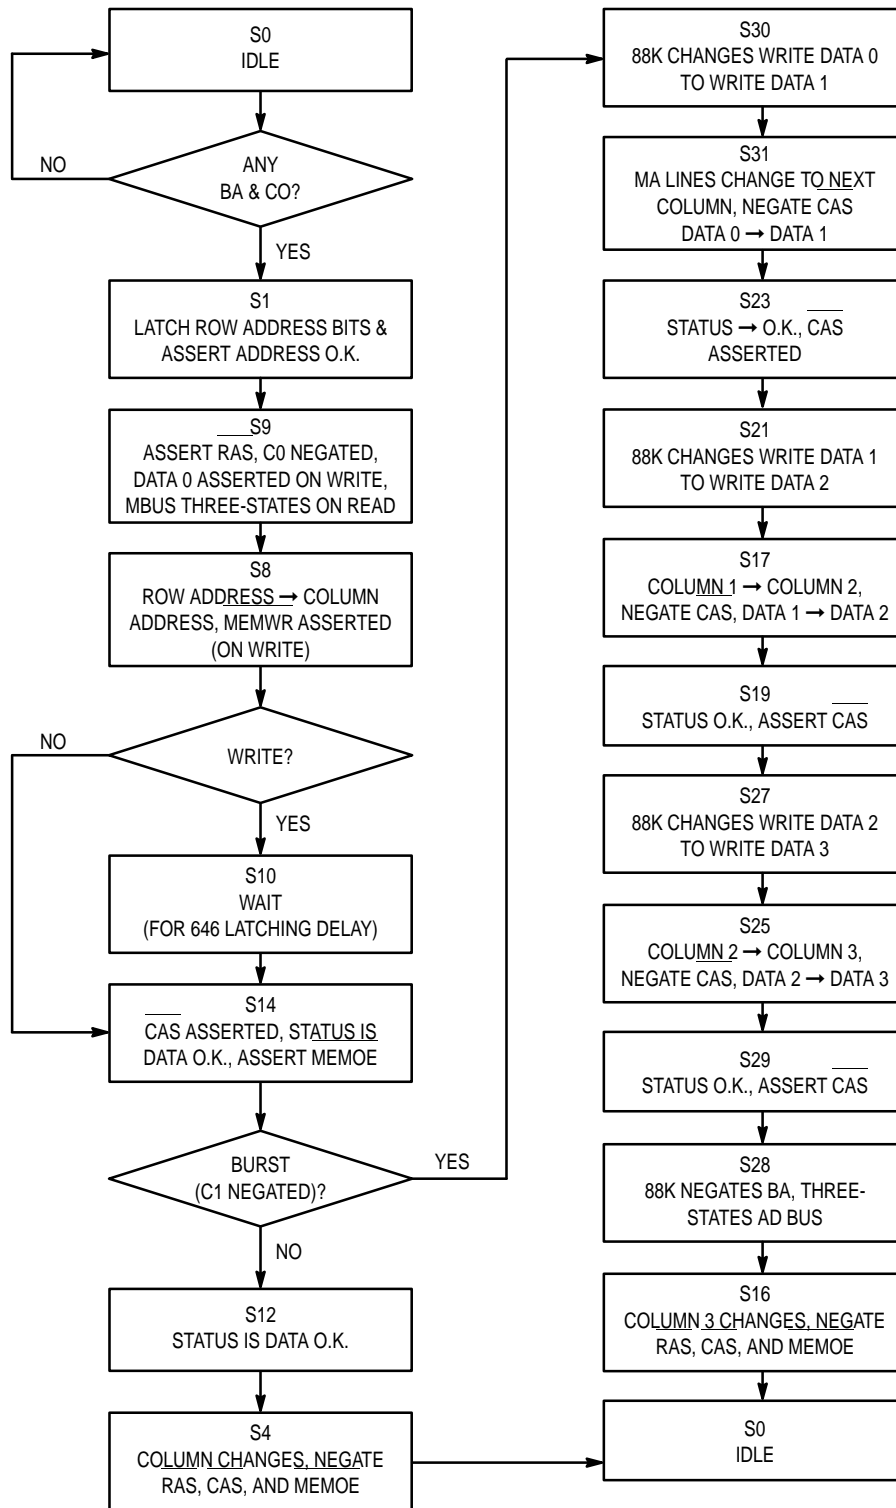 S0
IDLE
NO
ANY
BA & CO?
YES
S1
LATCH ROW ADDRESS BITS &
ASSERT ADDRESS O.K.
S9
ASSERT RAS, C0 NEGATED,
DATA 0 ASSERTED ON WRITE,
MBUS THREE-STATES ON READ
S8
ROW ADDRESS → COLUMN
ADDRESS, MEMWR ASSERTED
(ON WRITE)
NO
WRITE?
YES
S10
WAIT
(FOR 646 LATCHING DELAY)
S14
CAS ASSERTED, STATUS IS
DATA O.K., ASSERT MEMOE
BURST
(C1 NEGATED)?
YES
NO
S12
STATUS IS DATA O.K.
S4
COLUMN CHANGES, NEGATE
RAS, CAS, AND MEMOE
S30
88K CHANGES WRITE DATA 0
TO WRITE DATA 1
S31
MA LINES CHANGE TO NEXT
COLUMN, NEGATE CAS
DATA 0 → DATA 1
S23
STATUS → O.K., CAS
ASSERTED
S21
88K CHANGES WRITE DATA 1
TO WRITE DATA 2
S17
COLUMN 1 → COLUMN 2,
NEGATE CAS, DATA 1 → DATA 2
S19
STATUS O.K., ASSERT CAS
S27
88K CHANGES WRITE DATA 2
TO WRITE DATA 3
S25
COLUMN 2 → COLUMN 3,
NEGATE CAS, DATA 2 → DATA 3
S29
STATUS O.K., ASSERT CAS
S28
88K NEGATES BA, THREE-
STATES AD BUS
S16
COLUMN 3 CHANGES, NEGATE
RAS, CAS, AND MEMOE
S0
IDLE